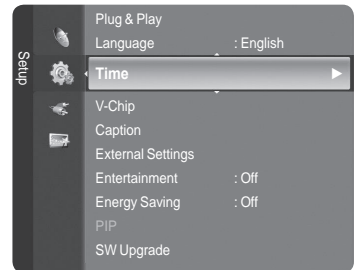 Setup
Plug & Play
Language : English
Time
V-Chip
Caption
External Settings
Entertainment : Off
Energy Saving : Off
PIP
SW Upgrade